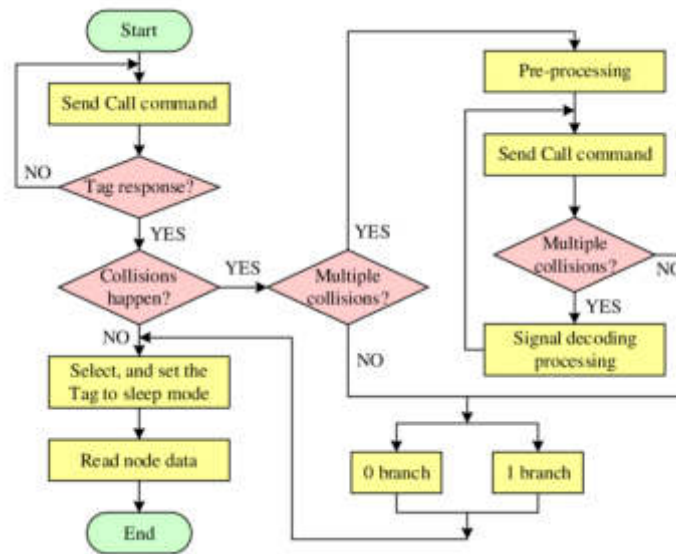 Start
Send Call command
Tag response?
NO
YES
Collisions
happen?
YES
NO
Select, and set the
Tag to sleep mode
Read node data
End
Multiple
collisions?
YES
NO
Pre-processing
Send Call command
Multiple
collisions?
NO
YES
Signal decoding
processing
0 branch
1 branch